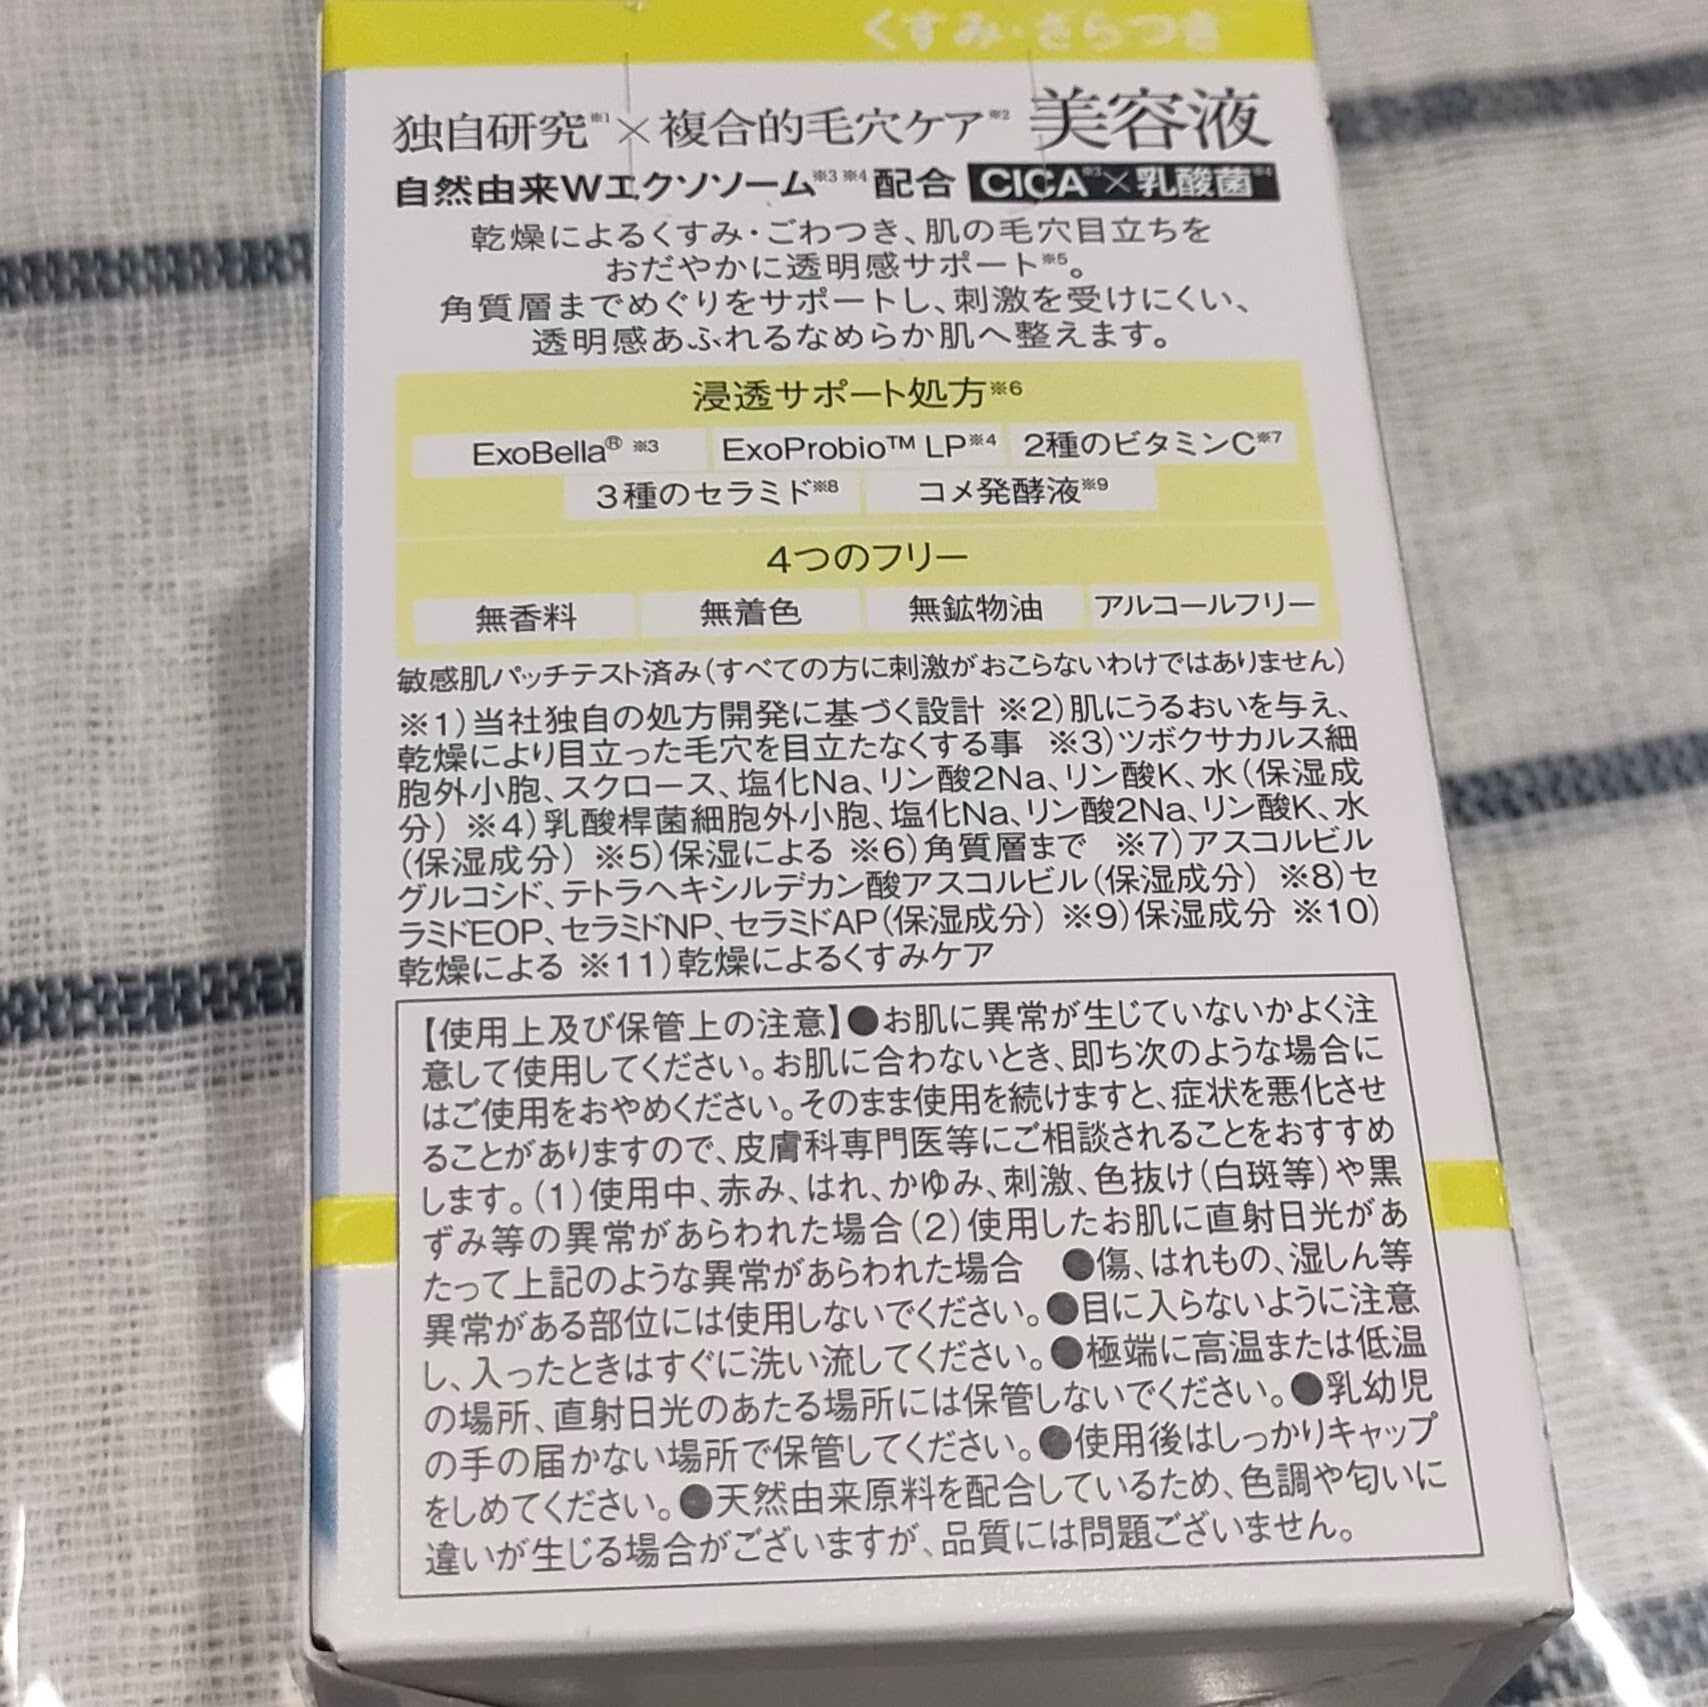 くすみ・ざらつき
独自研究※1×複合的毛穴ケア※2 美容液
自然由来Wエクソソーム※3 ※4配合 CICA※3×乳酸菌※4
乾燥によるくすみ・ごわつき、肌の毛穴目立ちを
おだやかに透明感サポート※5。
角質層までめぐりをサポートし、刺激を受けにくい、
透明感あふれるなめらか肌へ整えます。
浸透サポート処方※6
ExoBella® ※3 ExoProbio™ LP※4 2種のビタミンC※7
3種のセラミド※8 コメ発酵液※9
4つのフリー
無香料 無着色 無鉱物油 アルコールフリー
敏感肌パッチテスト済み(すべての方に刺激がおこらないわけではありません)
※1)当社独自の処方開発に基づく設計 ※2)肌にうるおいを与え、
乾燥により目立った毛穴を目立たなくする事 ※3)ツボクサカルス細
胞外小胞、スクロース、塩化Na、リン酸2Na、リン酸K、水(保湿成
分) ※4)乳酸桿菌細胞外小胞、塩化Na、リン酸2Na、リン酸K、水
(保湿成分) ※5)保湿による ※6)角質層まで ※7)アスコルビル
グルコシド、テトラヘキシルデカン酸アスコルビル(保湿成分) ※8)セ
ラミドEOP、セラミドNP、セラミドAP(保湿成分) ※9)保湿成分 ※10)
乾燥による ※11)乾燥によるくすみケア
【使用上及び保管上の注意】●お肌に異常が生じていないかよく注
意して使用してください。お肌に合わないとき、即ち次のような場合に
はご使用をおやめください。そのまま使用を続けますと、症状を悪化させ
ることがありますので、皮膚科専門医等にご相談されることをおすすめ
します。(1)使用中、赤み、はれ、かゆみ、刺激、色抜け(白斑等)や黒
ずみ等の異常があらわれた場合(2)使用したお肌に直射日光があ
たって上記のような異常があらわれた場合 ●傷、はれもの、湿しん等
異常がある部位には使用しないでください。●目に入らないように注意
し、入ったときはすぐに洗い流してください。●極端に高温または低温
の場所、直射日光のあたる場所には保管しないでください。●乳幼児
の手の届かない場所で保管してください。●使用後はしっかりキャップ
をしめてください。●天然由来原料を配合しているため、色調や匂いに
違いが生じる場合がございますが、品質には問題ございません。